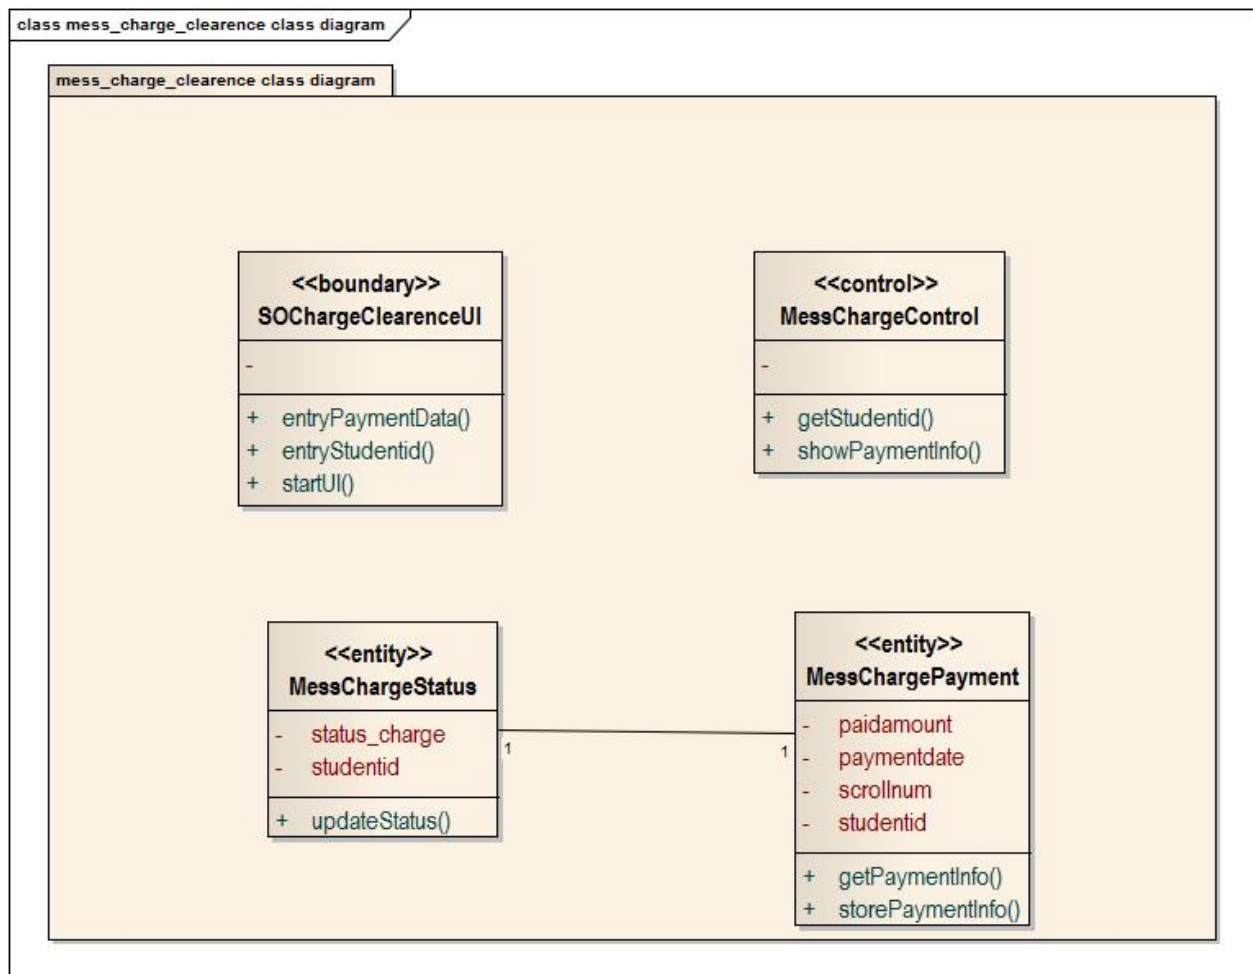 class mess_charge_clearence class diagram
mess_charge_clearence class diagram
<<boundary>>
SOChargeClearenceUI
-
+ entryPaymentData()
+ entryStudentid()
+ startUI()
<<control>>
MessChargeControl
-
+ getStudentid()
+ showPaymentInfo()
<<entity>>
MessChargeStatus
- status_charge
- studentid
+ updateStatus()
1
1
<<entity>>
MessChargePayment
- paidamount
- paymentdate
- scrollnum
- studentid
+ getPaymentInfo()
+ storePaymentInfo()